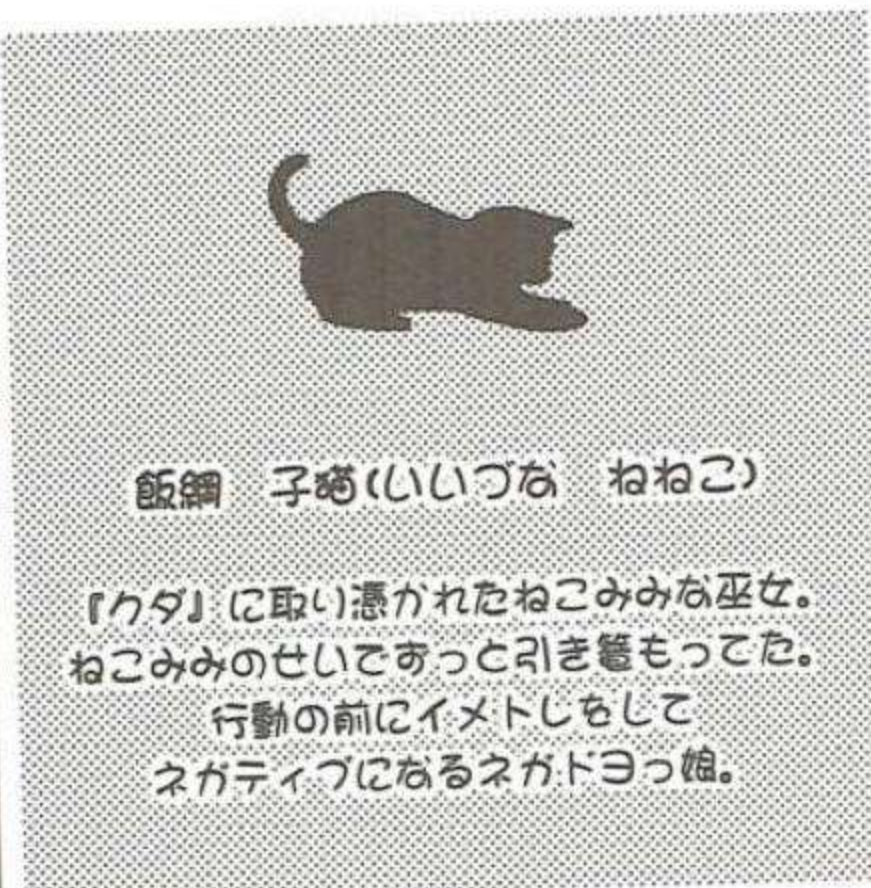 飯綱　子猫(いいづな　ねねこ)
『クダ』に取り憑かれたねこみみな巫女。
ねこみみのせいでずっと引き篭もってた。
行動の前にイメトレをして
ネガティブになるネガドヨっ娘。